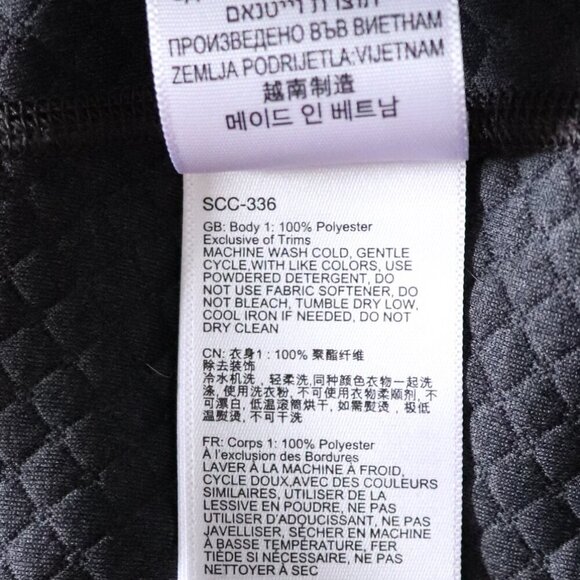 תוצרת וייטנאם
ПРОИЗВЕДЕНО ВЪВ ВИЕТНАМ
ZEMLJA PODRIJETLA:VIJETNAM
越南制造
메이드 인 베트남
SCC-336
GB: Body 1: 100% Polyester
Exclusive of Trims
MACHINE WASH COLD, GENTLE
CYCLE,WITH LIKE COLORS, USE
POWDERED DETERGENT, DO
NOT USE FABRIC SOFTENER, DO
NOT BLEACH, TUMBLE DRY LOW,
COOL IRON IF NEEDED, DO NOT
DRY CLEAN
CN: 衣身1 : 100% 聚酯纤维
除去装饰
冷水机洗 , 轻柔洗,同种颜色衣物一起洗
涤, 使用洗衣粉, 不可使用衣物柔顺剂, 不
可漂白, 低温滚筒烘干, 如需熨烫 , 极低
温熨烫, 不可干洗
FR: Corps 1: 100% Polyester
À l'exclusion des Bordures
LAVER À LA MACHINE À FROID,
CYCLE DOUX,AVEC DES COULEURS
SIMILAIRES, UTILISER DE LA
LESSIVE EN POUDRE, NE PAS
UTILISER D'ADOUCISSANT, NE PAS
JAVELLISER, SÉCHER EN MACHINE
À BASSE TEMPÉRATURE, FER
TIÈDE SI NÉCESSAIRE, NE PAS
NETTOYER À SEC